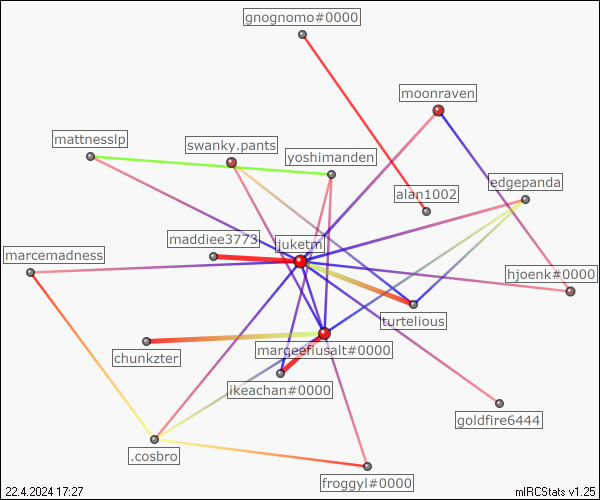 gnognomo#0000
moonraven
mattnesslp
swanky.pants
yoshimanden
edgepanda
alan1002
maddiee3773
juketm
marcemadness
hjoenk#0000
turtelious
marqeefiusalt#0000
chunkzter
ikeachan#0000
goldfire6444
.cosbro
froggyl#0000
22.4.2024 17:27
mIRCStats v1.25